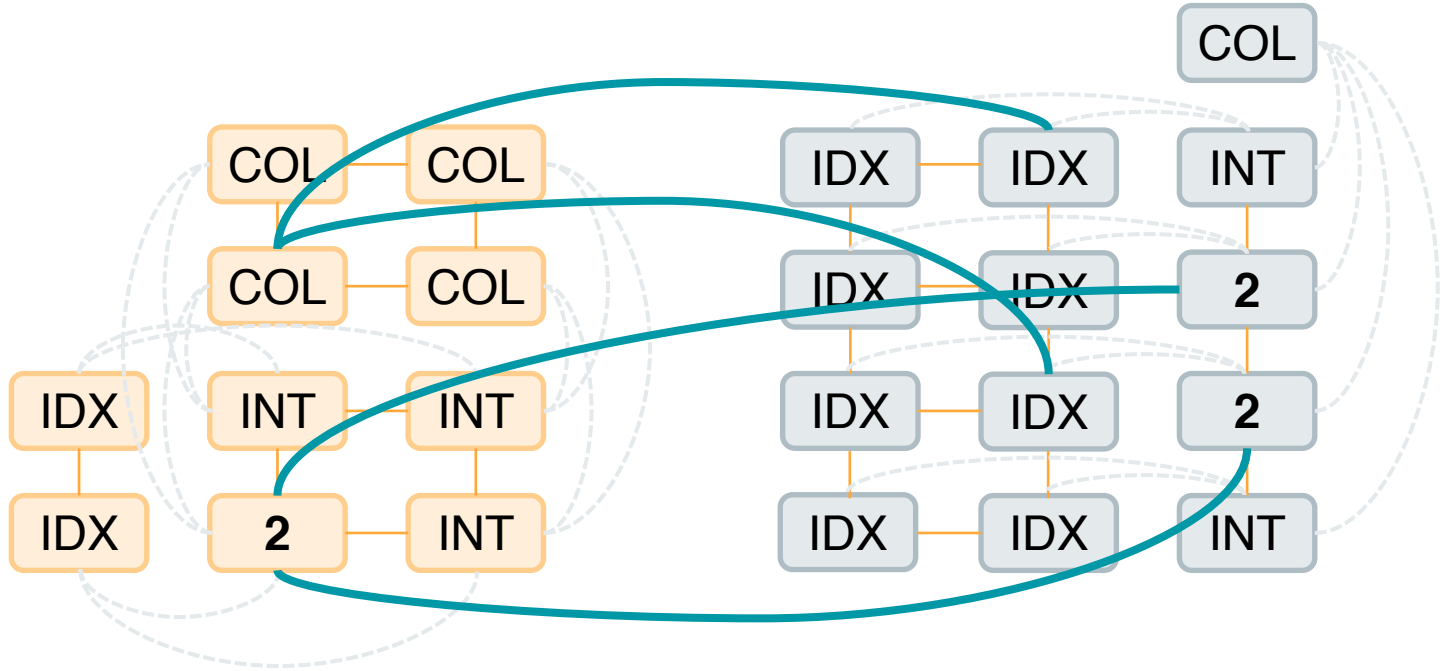 COL
COL COL IDX IDX INT
COL COL IDX IDX 2
IDX INT INT IDX IDX 2
IDX 2 INT IDX IDX INT